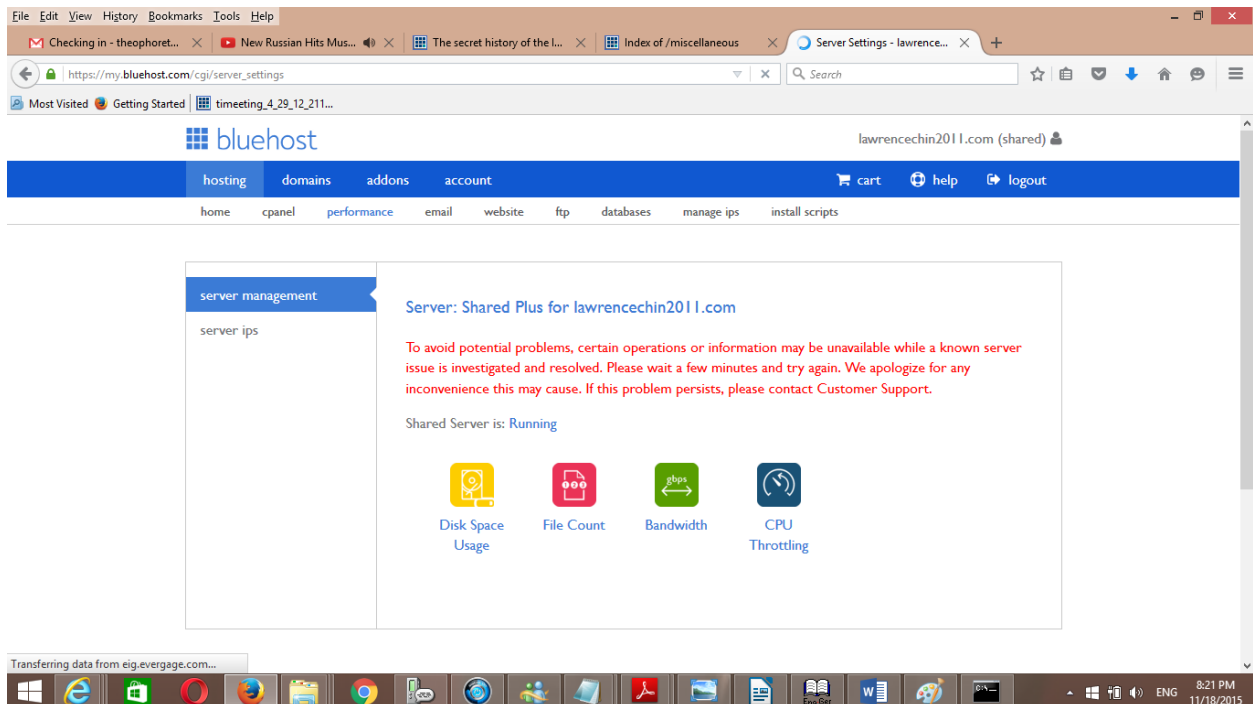 File Edit View History Bookmarks Tools Help
Checking in - theophoret... New Russian Hits Mus... The secret history of the l... Index of /miscellaneous Server Settings - lawrence...
https://my.bluehost.com/cgi/server_settings Search
Most Visited Getting Started timeeting_4_29_12_211...
bluehost lawrencechin2011.com (shared)
hosting domains addons account cart help logout
home cpanel performance email website ftp databases manage ips install scripts
server management
server ips
Server: Shared Plus for lawrencechin2011.com
To avoid potential problems, certain operations or information may be unavailable while a known server
issue is investigated and resolved. Please wait a few minutes and try again. We apologize for any
inconvenience this may cause. If this problem persists, please contact Customer Support.
Shared Server is: Running
gbps
Disk Space File Count Bandwidth CPU
Usage Throttling
Transferring data from eig.evergage.com...
ENG 8:21 PM
11/18/2015